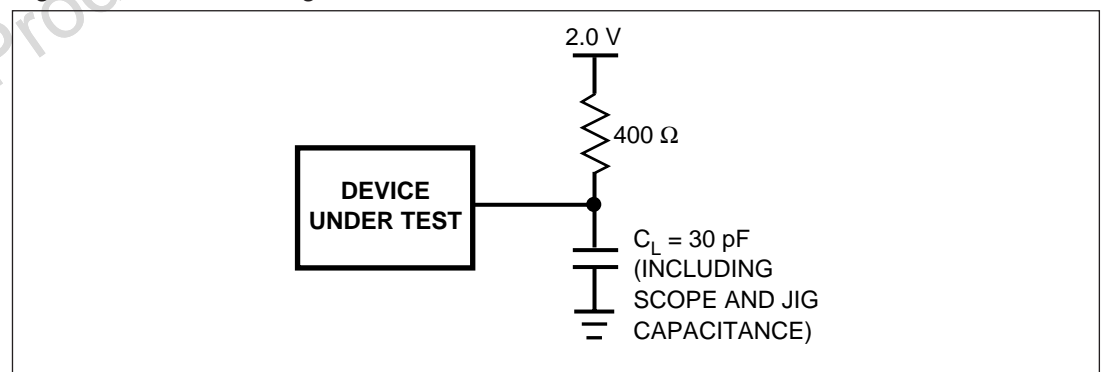 2.0 V
400 Ω
DEVICE
UNDER TEST
C_L = 30 pF
(INCLUDING
SCOPE AND JIG
CAPACITANCE)